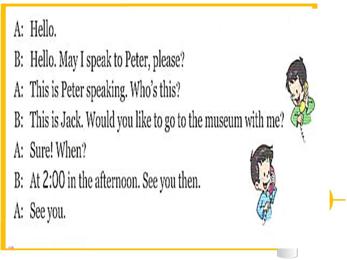 A: Hello.
B: Hello. May I speak to Peter, please?
A: This is Peter speaking. Who's this?
B: This is Jack. Would you like to go to the museum with me?
A: Sure! When?
B: At 2:00 in the afternoon. See you then.
A: See you.